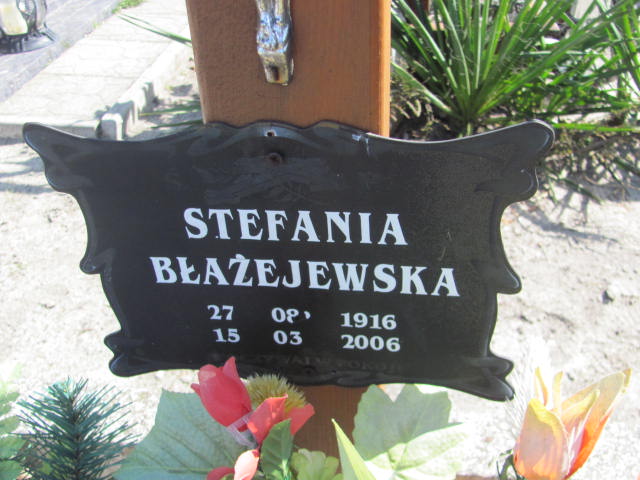 STEFANIA
BŁAŻEJEWSKA
27 08 1916
15 03 2006